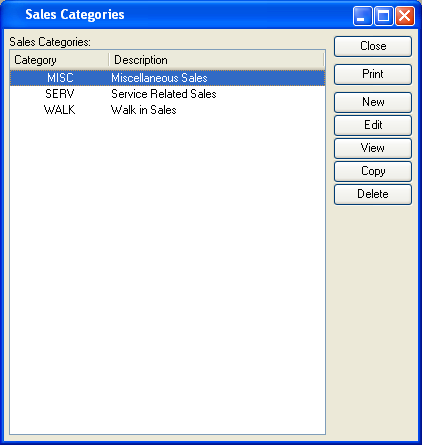 Sales Categories
Sales Categories:
Category Description
MISC Miscellaneous Sales
SERV Service Related Sales
WALK Walk in Sales
Close
Print
New
Edit
View
Copy
Delete